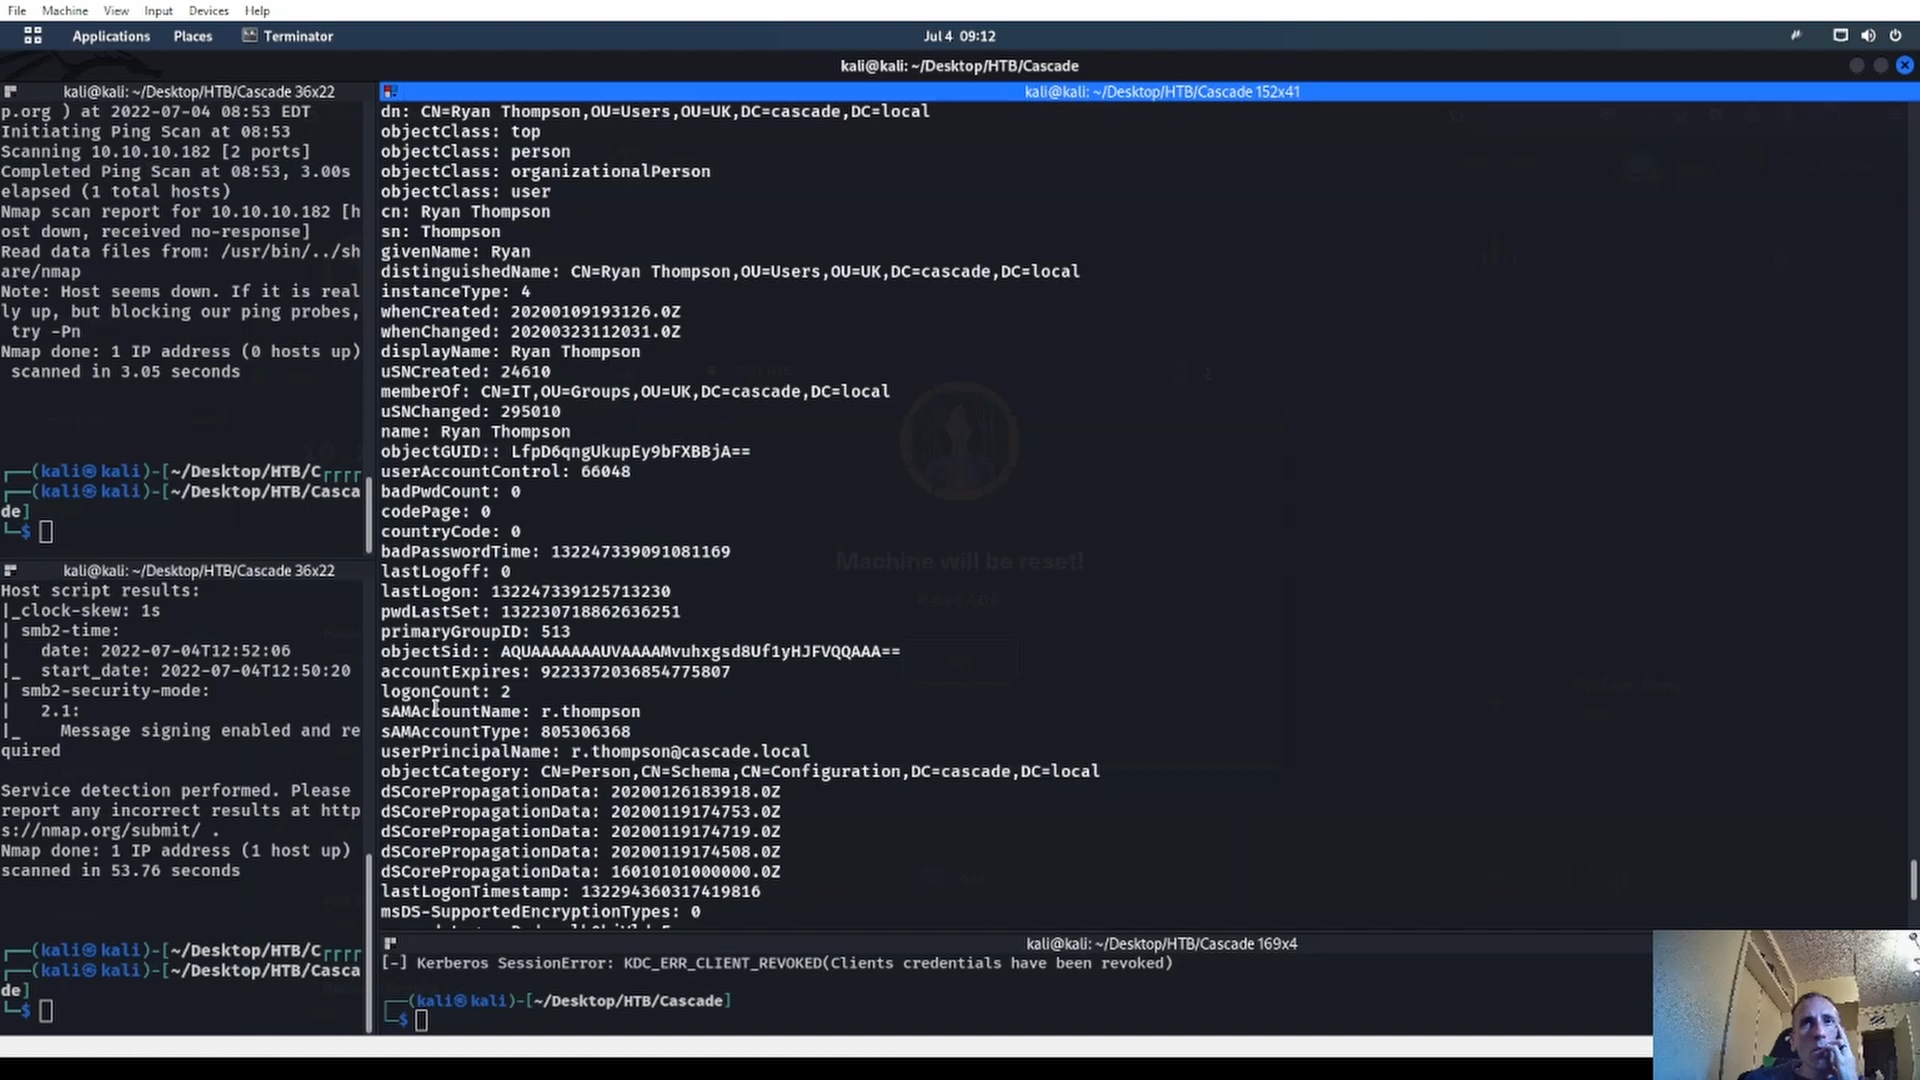 File Machine View Input Devices Help
Applications Places Terminator Jul 4 09:12
kali@kali: ~/Desktop/HTB/Cascade
kali@kali: ~/Desktop/HTB/Cascade 36x22
p.org ) at 2022-07-04 08:53 EDT
Initiating Ping Scan at 08:53
Scanning 10.10.10.182 [2 ports]
Completed Ping Scan at 08:53, 3.00s
elapsed (1 total hosts)
Nmap scan report for 10.10.10.182 [h
ost down, received no-response]
Read data files from: /usr/bin/../sh
are/nmap
Note: Host seems down. If it is real
ly up, but blocking our ping probes,
try -Pn
Nmap done: 1 IP address (0 hosts up)
scanned in 3.05 seconds
┌──(kali㉿kali)-[~/Desktop/HTB/C┌┌┌┌
┌──(kali㉿kali)-[~/Desktop/HTB/Casca
de]
└─$
kali@kali: ~/Desktop/HTB/Cascade 36x22
Host script results:
|_clock-skew: 1s
| smb2-time:
|   date: 2022-07-04T12:52:06
|_  start_date: 2022-07-04T12:50:20
| smb2-security-mode:
|   2.1:
|_    Message signing enabled and re
quired
Service detection performed. Please
report any incorrect results at http
s://nmap.org/submit/ .
Nmap done: 1 IP address (1 host up)
scanned in 53.76 seconds
┌──(kali㉿kali)-[~/Desktop/HTB/C┌┌┌┌
┌──(kali㉿kali)-[~/Desktop/HTB/Casca
de]
└─$
kali@kali: ~/Desktop/HTB/Cascade 152x41
dn: CN=Ryan Thompson,OU=Users,OU=UK,DC=cascade,DC=local
objectClass: top
objectClass: person
objectClass: organizationalPerson
objectClass: user
cn: Ryan Thompson
sn: Thompson
givenName: Ryan
distinguishedName: CN=Ryan Thompson,OU=Users,OU=UK,DC=cascade,DC=local
instanceType: 4
whenCreated: 20200109193126.0Z
whenChanged: 20200323112031.0Z
displayName: Ryan Thompson
uSNCreated: 24610
memberOf: CN=IT,OU=Groups,OU=UK,DC=cascade,DC=local
uSNChanged: 295010
name: Ryan Thompson
objectGUID:: LfpD6qngUkupEy9bFXBBjA==
userAccountControl: 66048
badPwdCount: 0
codePage: 0
countryCode: 0
badPasswordTime: 132247339091081169
lastLogoff: 0
lastLogon: 132247339125713230
pwdLastSet: 132230718862636251
primaryGroupID: 513
objectSid:: AQUAAAAAAAUVAAAAMvuhxgsd8Uf1yHJFVQQAAA==
accountExpires: 9223372036854775807
logonCount: 2
sAMAccountName: r.thompson
sAMAccountType: 805306368
userPrincipalName: r.thompson@cascade.local
objectCategory: CN=Person,CN=Schema,CN=Configuration,DC=cascade,DC=local
dSCorePropagationData: 20200126183918.0Z
dSCorePropagationData: 20200119174753.0Z
dSCorePropagationData: 20200119174719.0Z
dSCorePropagationData: 20200119174508.0Z
dSCorePropagationData: 16010101000000.0Z
lastLogonTimestamp: 132294360317419816
msDS-SupportedEncryptionTypes: 0
Machine will be reset!
kali@kali: ~/Desktop/HTB/Cascade 169x4
[-] Kerberos SessionError: KDC_ERR_CLIENT_REVOKED(Clients credentials have been revoked)
┌──(kali㉿kali)-[~/Desktop/HTB/Cascade]
└─$